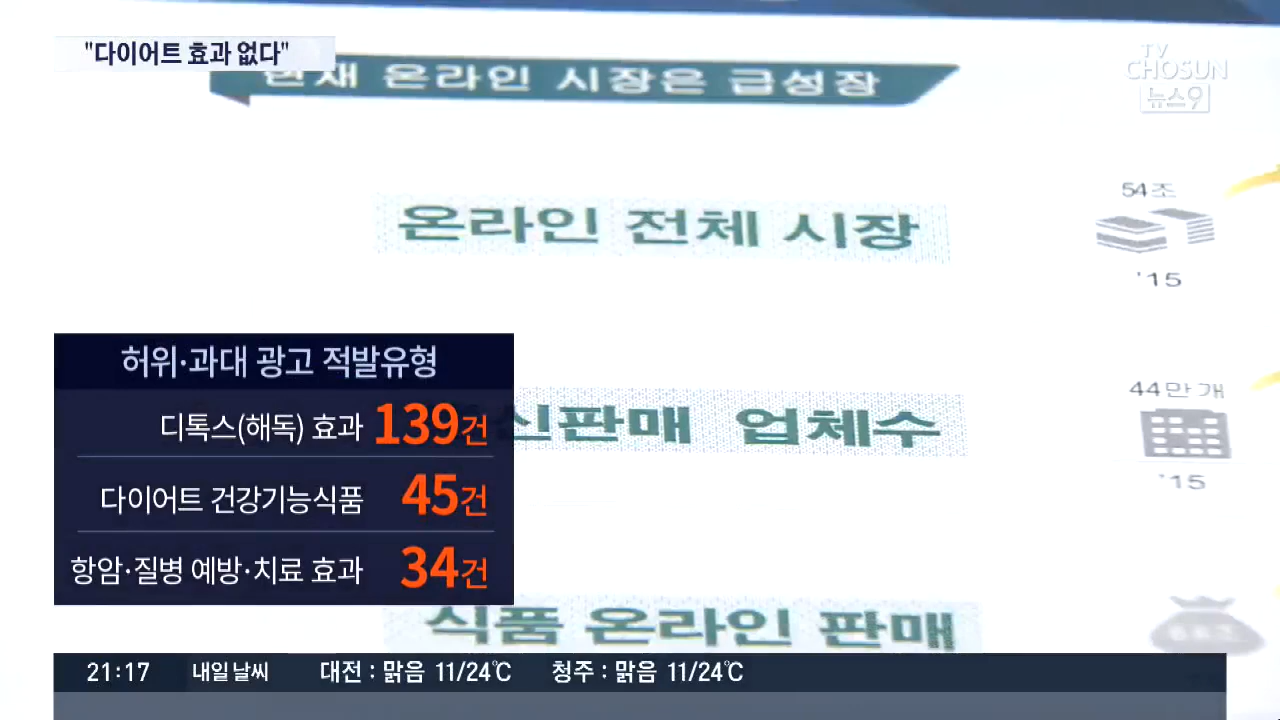 "다이어트 효과 없다"
TV
CHOSUN
뉴스9
현재 온라인 시장은 급성장
온라인 전체 시장
54조
'15
허위·과대 광고 적발유형
디톡스(해독) 효과 139건
다이어트 건강기능식품 45건
항암·질병 예방·치료 효과 34건
신판매 업체수
44만 개
'15
식품 온라인 판매
21:17 내일 날씨 대전 : 맑음 11/24℃ 청주 : 맑음 11/24℃